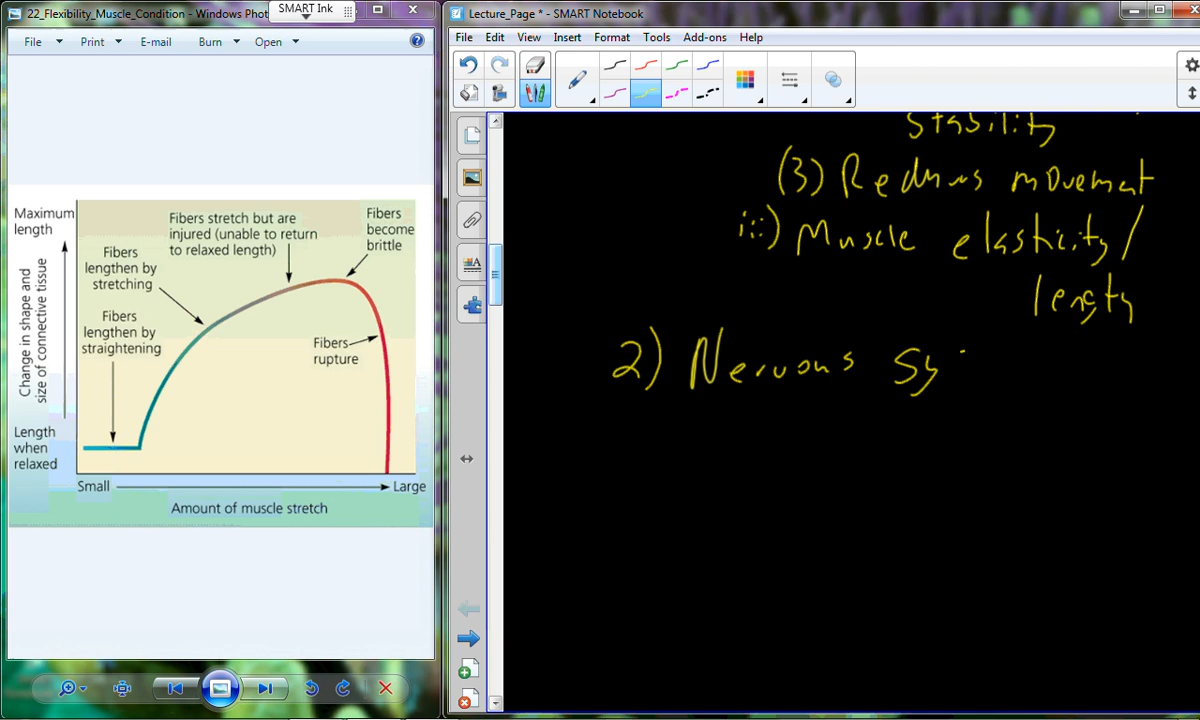 22_Flexibility_Muscle_Condition - Windows Phot
SMART Ink
File Print E-mail Burn Open
Maximum length
Change in shape and size of connective tissue
Length when relaxed
Fibers lengthen by straightening
Fibers lengthen by stretching
Fibers stretch but are injured (unable to return to relaxed length)
Fibers become brittle
Fibers rupture
Small
Large
Amount of muscle stretch
Lecture_Page * - SMART Notebook
File Edit View Insert Format Tools Add-ons Help
Stability
(3) Reduces movement
iii) Muscle elasticity/
length
2) Nervous Sy